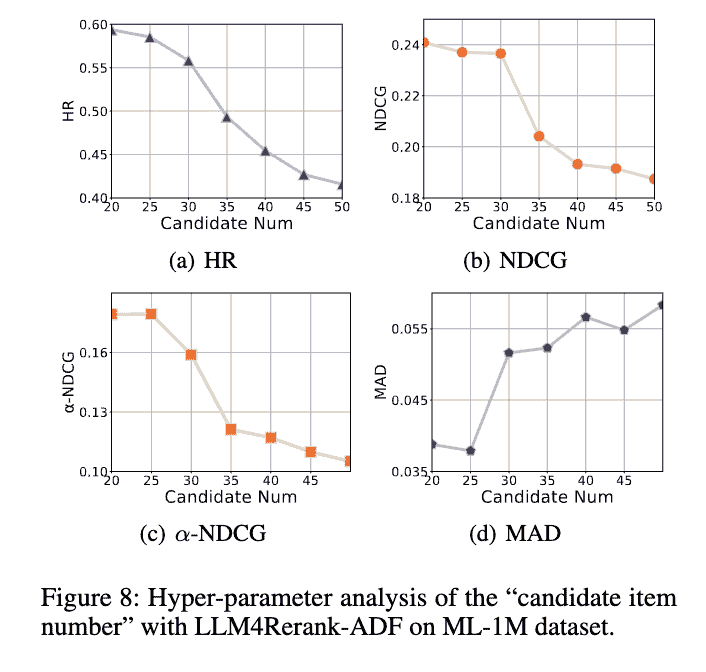 0.60
0.55
0.50
0.45
0.40
HR
20 25 30 35 40 45 50
Candidate Num
(a) HR
0.24
0.22
0.20
0.18
NDCG
20 25 30 35 40 45 50
Candidate Num
(b) NDCG
0.16
0.13
0.10
α-NDCG
20 25 30 35 40 45
Candidate Num
(c) α-NDCG
0.055
0.045
0.035
MAD
20 25 30 35 40 45
Candidate Num
(d) MAD
Figure 8: Hyper-parameter analysis of the “candidate item
number” with LLM4Rerank-ADF on ML-1M dataset.